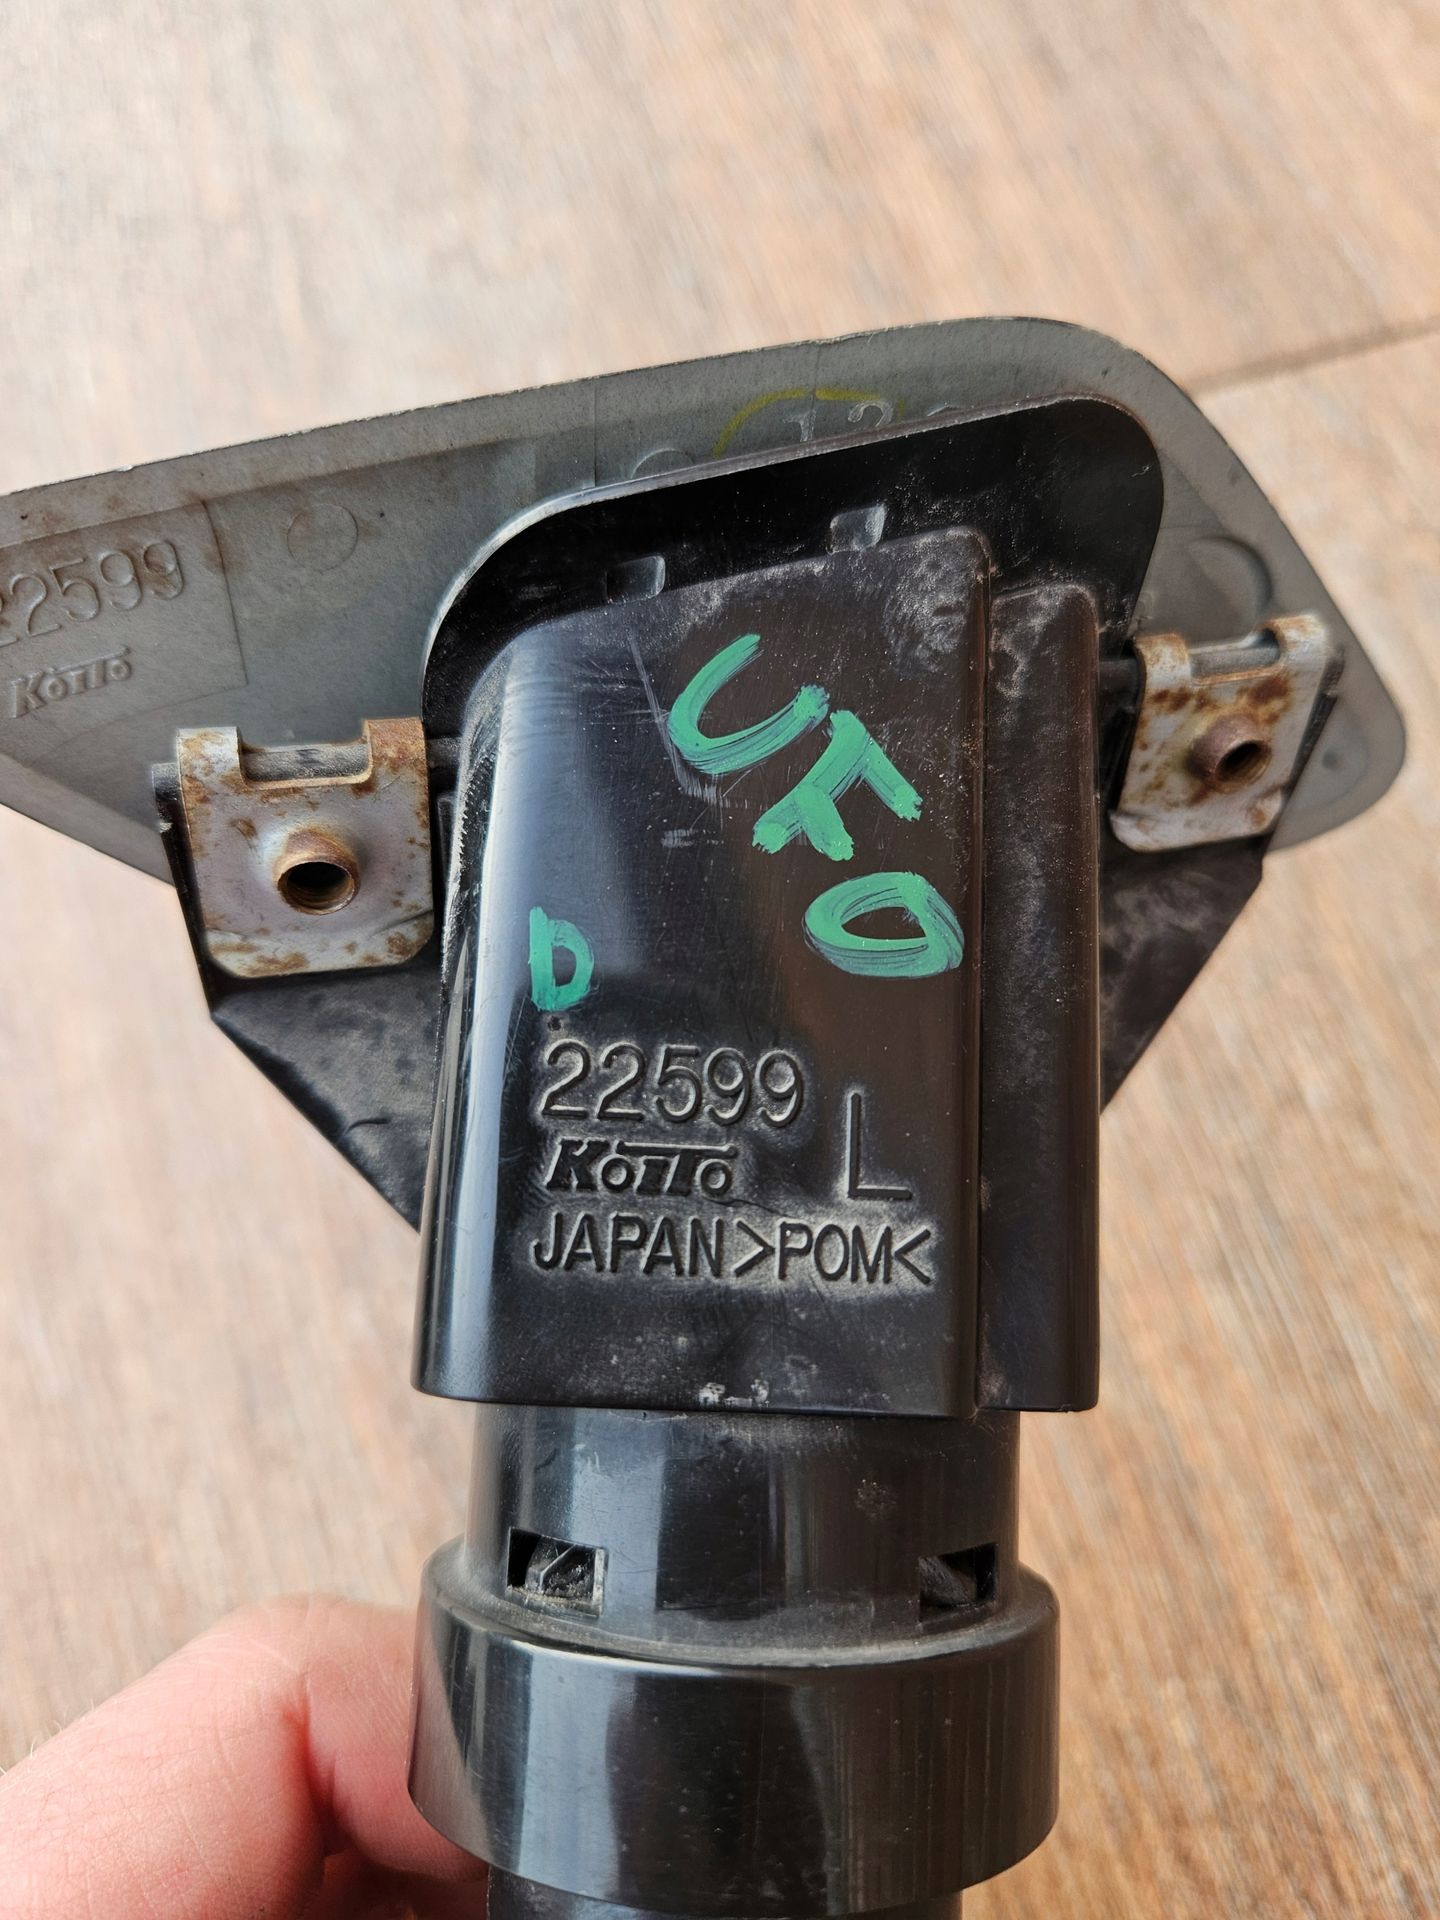 22599
KOITO
UFO
D
22599
KOITO
L
JAPAN >POM<